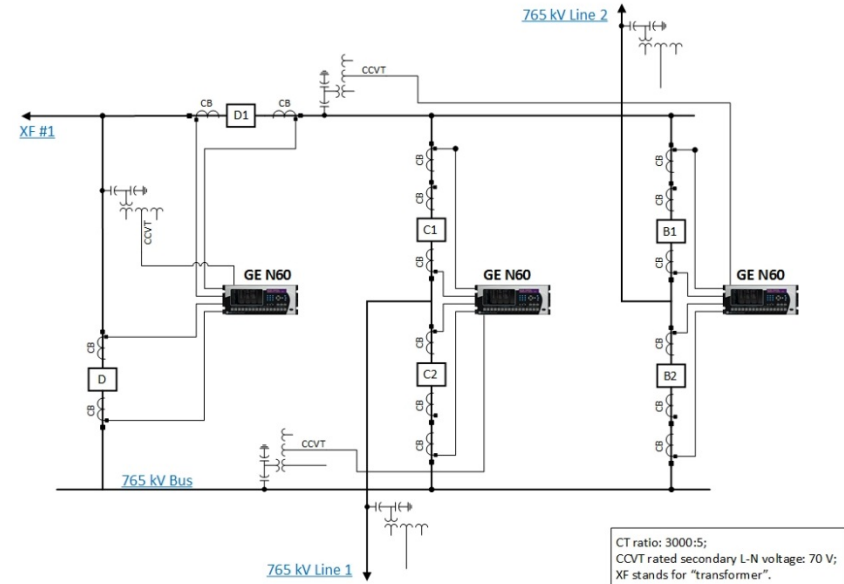 765 kV Line 2
CCVT
CB
D1
CB
XF #1
CB
CB
CB
CB
CCVT
C1
B1
GE N60
GE N60
GE N60
CB
CB
CB
CB
CB
D
C2
B2
CB
CB
CB
CCVT
CB
CB
765 kV Bus
765 kV Line 1
CT ratio: 3000:5;
CCVT rated secondary L-N voltage: 70 V;
XF stands for “transformer”.